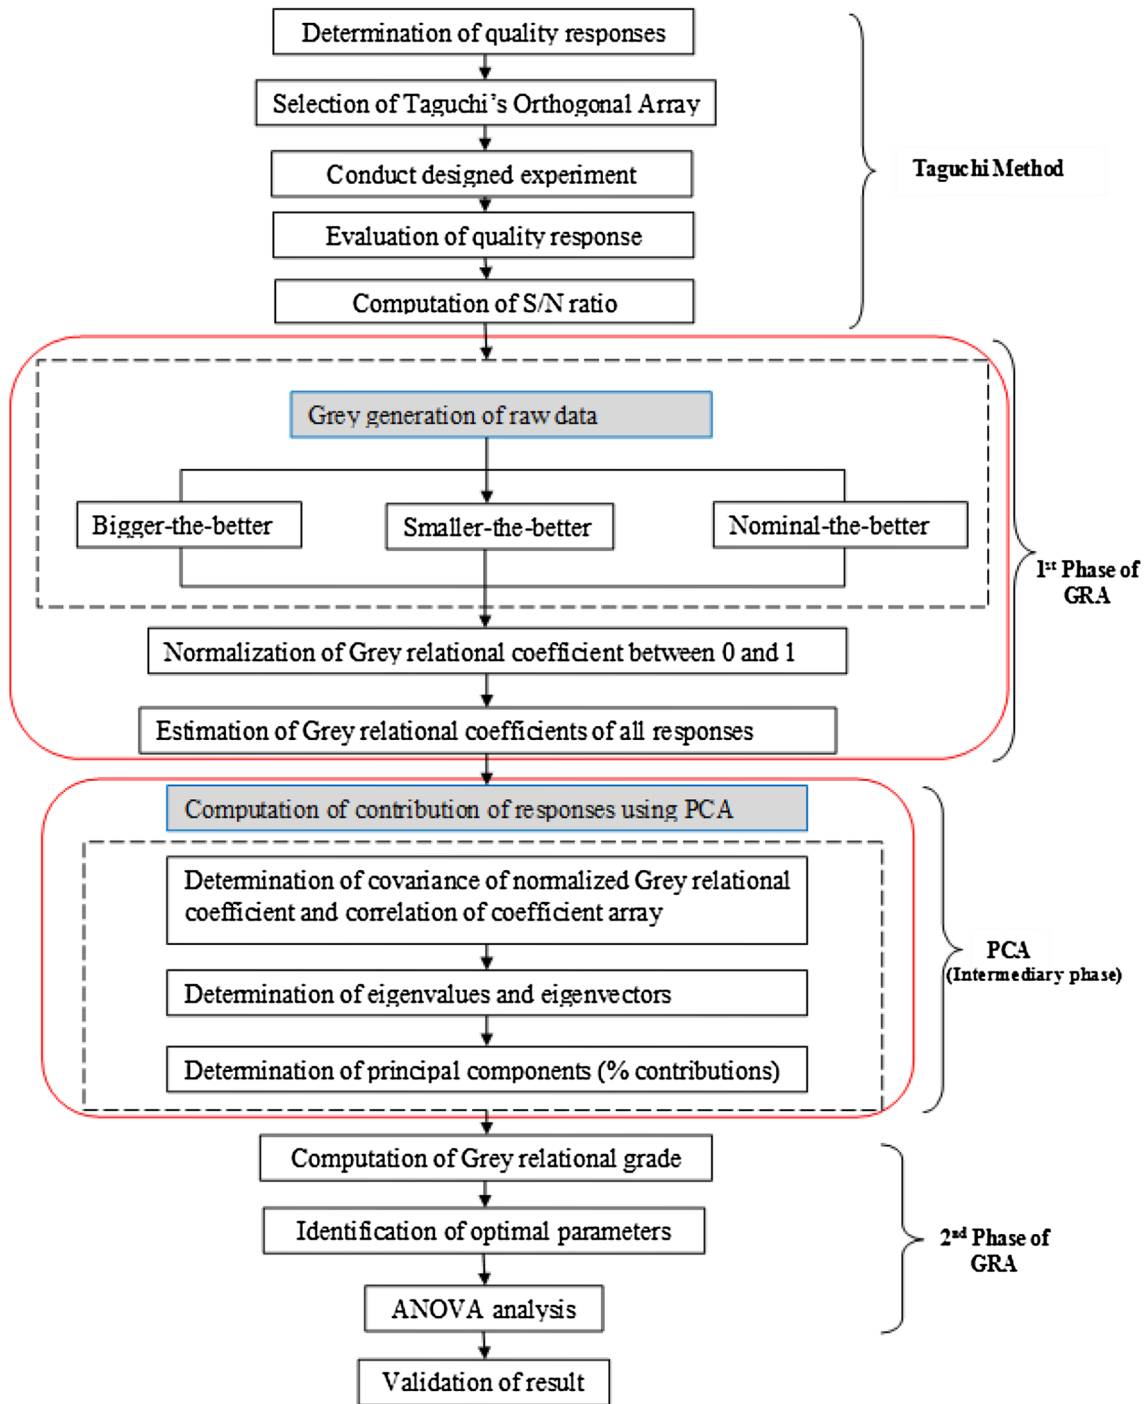 Determination of quality responses
Selection of Taguchi's Orthogonal Array
Conduct designed experiment
Evaluation of quality response
Computation of S/N ratio
Taguchi Method
Grey generation of raw data
Bigger-the-better
Smaller-the-better
Nominal-the-better
Normalization of Grey relational coefficient between 0 and 1
Estimation of Grey relational coefficients of all responses
1st Phase of
GRA
Computation of contribution of responses using PCA
Determination of covariance of normalized Grey relational
coefficient and correlation of coefficient array
Determination of eigenvalues and eigenvectors
Determination of principal components (% contributions)
PCA
(Intermediary phase)
Computation of Grey relational grade
Identification of optimal parameters
ANOVA analysis
Validation of result
2nd Phase of
GRA